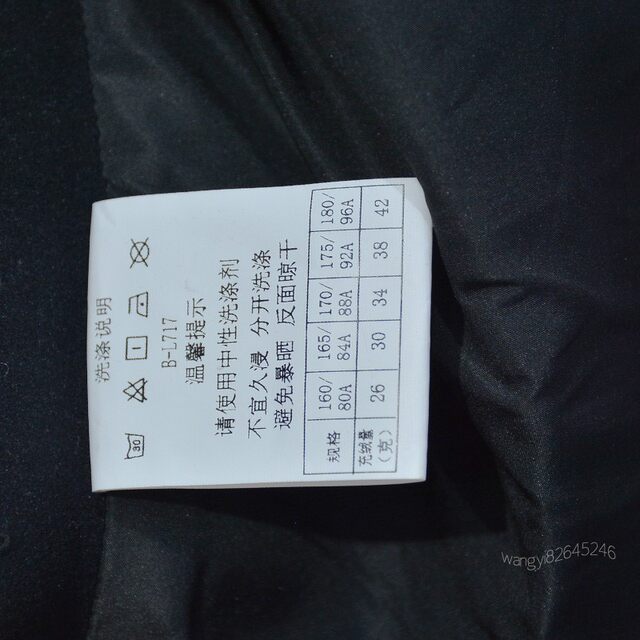 洗涤说明
30
B-L717
温馨提示
请使用中性洗涤剂
不宜久浸 分开洗涤
避免暴晒 反面晾干
规格 160/80A 165/84A 170/88A 175/92A 180/96A
充绒量(克) 26 30 34 38 42
wangyi82645246